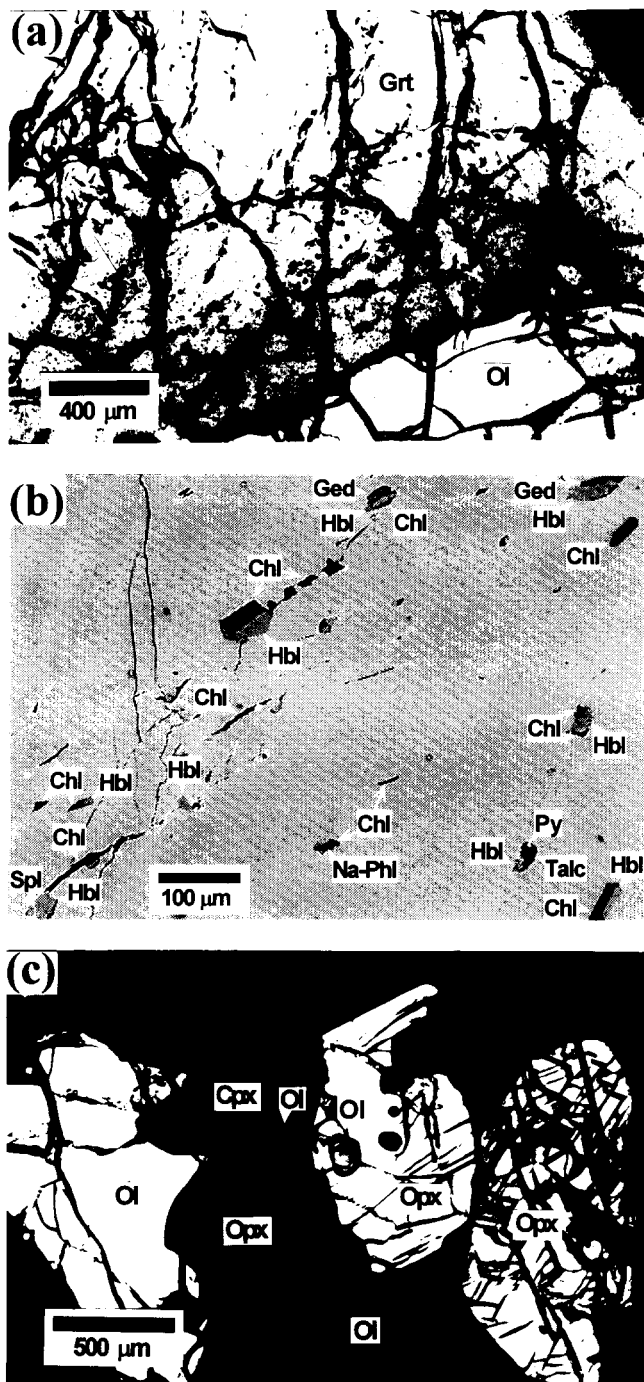 (a)
Grt
Ol
400 μm
(b)
Ged
Ged
Hbl
Chl
Hbl
Chl
Chl
Hbl
Chl
Chl
Hbl
Hbl
Chl
Hbl
Chl
Chl
Py
Na-Phl
Hbl
Talc
Hbl
Spl
Hbl
Chl
100 μm
(c)
Cpx
Ol
Ol
Ol
Opx
Opx
Opx
Ol
500 μm